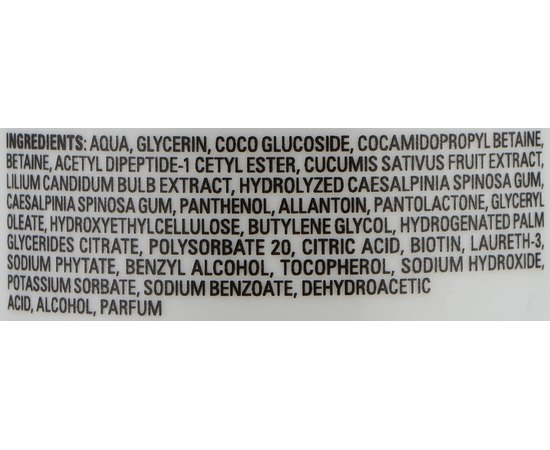 INGREDIENTS: AQUA, GLYCERIN, COCO GLUCOSIDE, COCAMIDOPROPYL BETAINE,
BETAINE, ACETYL DIPEPTIDE-1 CETYL ESTER, CUCUMIS SATIVUS FRUIT EXTRACT,
LILIUM CANDIDUM BULB EXTRACT, HYDROLYZED CAESALPINIA SPINOSA GUM,
CAESALPINIA SPINOSA GUM, PANTHENOL, ALLANTOIN, PANTOLACTONE, GLYCERYL
OLEATE, HYDROXYETHYLCELLULOSE, BUTYLENE GLYCOL, HYDROGENATED PALM
GLYCERIDES CITRATE, POLYSORBATE 20, CITRIC ACID, BIOTIN, LAURETH-3,
SODIUM PHYTATE, BENZYL ALCOHOL, TOCOPHEROL, SODIUM HYDROXIDE,
POTASSIUM SORBATE, SODIUM BENZOATE, DEHYDROACETIC
ACID, ALCOHOL, PARFUM